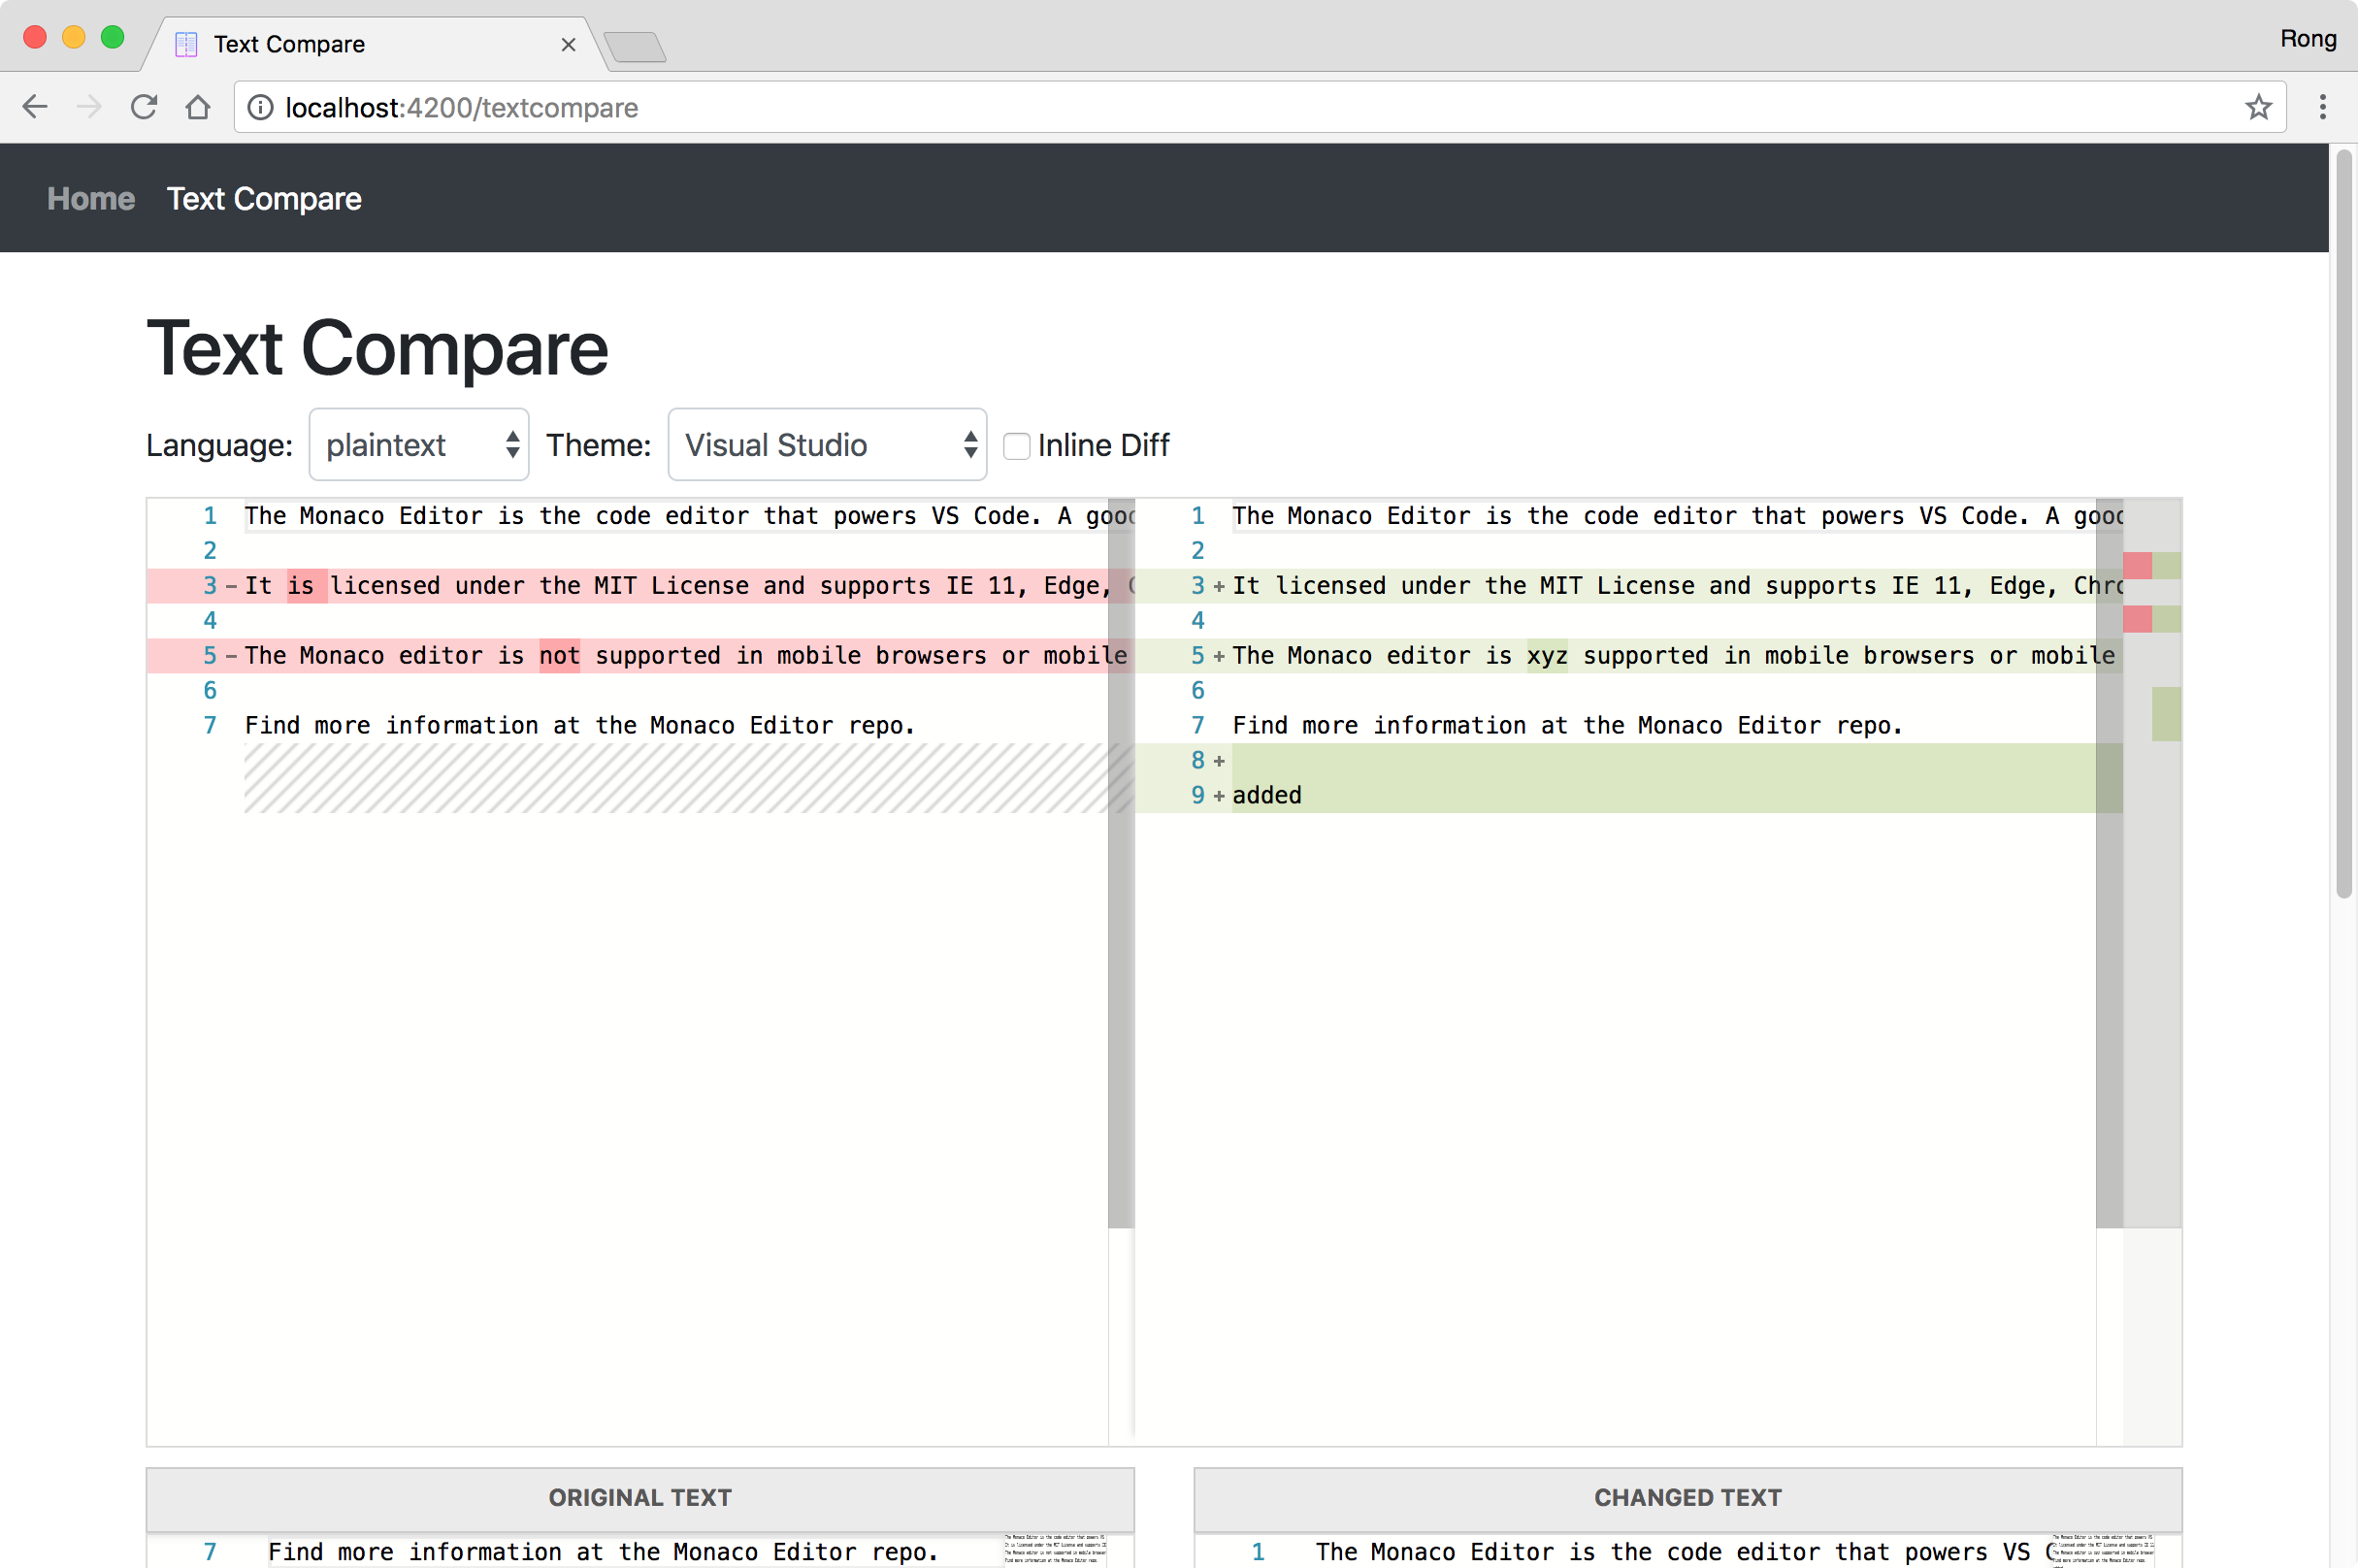 Text Compare
Rong
localhost:4200/textcompare
Home Text Compare
Text Compare
Language: plaintext Theme: Visual Studio Inline Diff
1 The Monaco Editor is the code editor that powers VS Code. A good
2
3 - It is licensed under the MIT License and supports IE 11, Edge,
4
5 - The Monaco editor is not supported in mobile browsers or mobile
6
7 Find more information at the Monaco Editor repo.
1 The Monaco Editor is the code editor that powers VS Code. A good
2
3 + It licensed under the MIT License and supports IE 11, Edge, Chro
4
5 + The Monaco editor is xyz supported in mobile browsers or mobile
6
7 Find more information at the Monaco Editor repo.
8 +
9 + added
ORIGINAL TEXT
7 Find more information at the Monaco Editor repo.
CHANGED TEXT
1 The Monaco Editor is the code editor that powers VS C